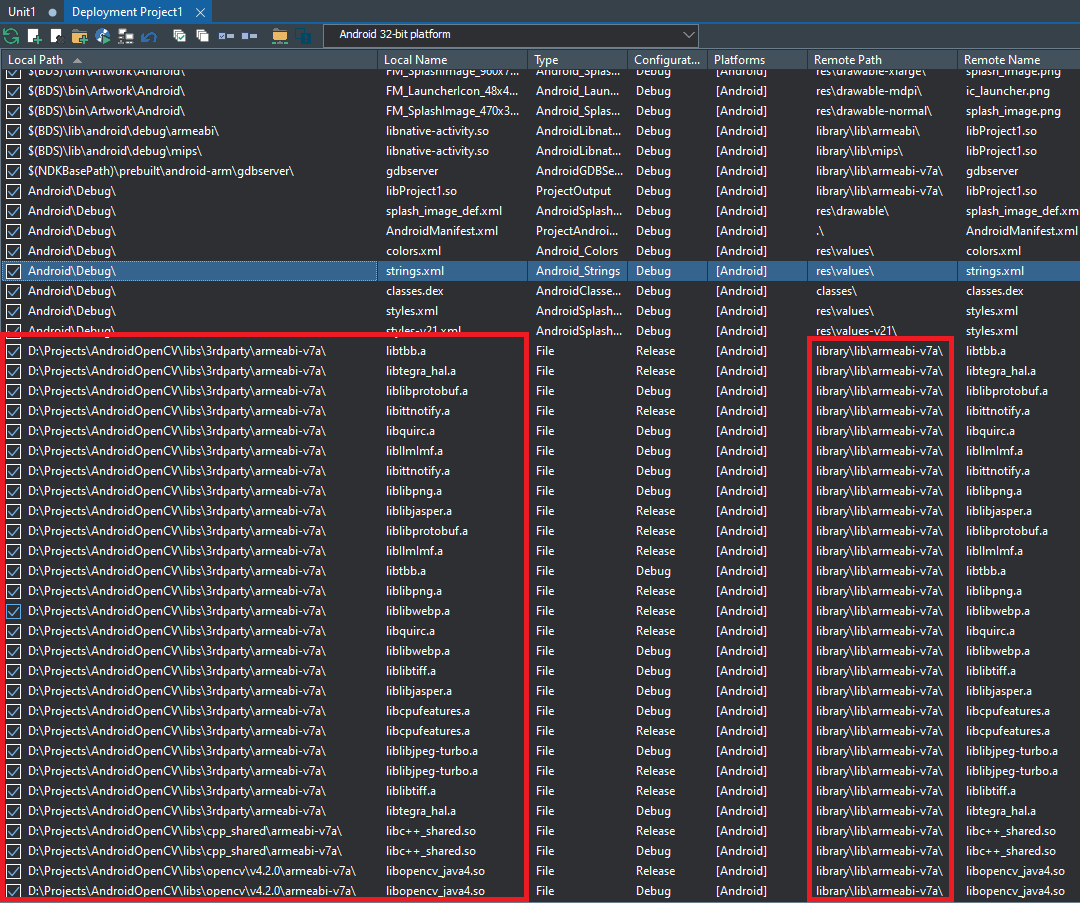 Unit1 Deployment Project1
Android 32-bit platform
Local Path Local Name Type Configurat... Platforms Remote Path Remote Name
$(BDS)\bin\Artwork\Android\ FM_SplashImage_960x7... Android_Splas... Debug [Android] res\drawable-xlarge\ splash_image.png
$(BDS)\bin\Artwork\Android\ FM_LauncherIcon_48x4... Android_Laun... Debug [Android] res\drawable-mdpi\ ic_launcher.png
$(BDS)\bin\Artwork\Android\ FM_SplashImage_470x3... Android_Splas... Debug [Android] res\drawable-normal\ splash_image.png
$(BDS)\lib\android\debug\armeabi\ libnative-activity.so AndroidLibnat... Debug [Android] library\lib\armeabi\ libProject1.so
$(BDS)\lib\android\debug\mips\ libnative-activity.so AndroidLibnat... Debug [Android] library\lib\mips\ libProject1.so
$(NDKBasePath)\prebuilt\android-arm\gdbserver\ gdbserver AndroidGDBSe... Debug [Android] library\lib\armeabi-v7a\ gdbserver
Android\Debug\ libProject1.so ProjectOutput Debug [Android] library\lib\armeabi-v7a\ libProject1.so
Android\Debug\ splash_image_def.xml AndroidSplash... Debug [Android] res\drawable\ splash_image_def.xm
Android\Debug\ AndroidManifest.xml ProjectAndroi... Debug [Android] .\ AndroidManifest.xml
Android\Debug\ colors.xml Android_Colors Debug [Android] res\values\ colors.xml
Android\Debug\ strings.xml Android_Strings Debug [Android] res\values\ strings.xml
Android\Debug\ classes.dex AndroidClasse... Debug [Android] classes\ classes.dex
Android\Debug\ styles.xml AndroidSplash... Debug [Android] res\values\ styles.xml
Android\Debug\ styles-v21.xml AndroidSplash... Debug [Android] res\values-v21\ styles.xml
D:\Projects\AndroidOpenCV\libs\3rdparty\armeabi-v7a\ libtbb.a File Release [Android] library\lib\armeabi-v7a\ libtbb.a
D:\Projects\AndroidOpenCV\libs\3rdparty\armeabi-v7a\ libtegra_hal.a File Release [Android] library\lib\armeabi-v7a\ libtegra_hal.a
D:\Projects\AndroidOpenCV\libs\3rdparty\armeabi-v7a\ liblibprotobuf.a File Debug [Android] library\lib\armeabi-v7a\ liblibprotobuf.a
D:\Projects\AndroidOpenCV\libs\3rdparty\armeabi-v7a\ libittnotify.a File Release [Android] library\lib\armeabi-v7a\ libittnotify.a
D:\Projects\AndroidOpenCV\libs\3rdparty\armeabi-v7a\ libquirc.a File Debug [Android] library\lib\armeabi-v7a\ libquirc.a
D:\Projects\AndroidOpenCV\libs\3rdparty\armeabi-v7a\ libllmlmf.a File Debug [Android] library\lib\armeabi-v7a\ libllmlmf.a
D:\Projects\AndroidOpenCV\libs\3rdparty\armeabi-v7a\ libittnotify.a File Debug [Android] library\lib\armeabi-v7a\ libittnotify.a
D:\Projects\AndroidOpenCV\libs\3rdparty\armeabi-v7a\ liblibpng.a File Debug [Android] library\lib\armeabi-v7a\ liblibpng.a
D:\Projects\AndroidOpenCV\libs\3rdparty\armeabi-v7a\ liblibjasper.a File Release [Android] library\lib\armeabi-v7a\ liblibjasper.a
D:\Projects\AndroidOpenCV\libs\3rdparty\armeabi-v7a\ liblibprotobuf.a File Release [Android] library\lib\armeabi-v7a\ liblibprotobuf.a
D:\Projects\AndroidOpenCV\libs\3rdparty\armeabi-v7a\ libllmlmf.a File Release [Android] library\lib\armeabi-v7a\ libllmlmf.a
D:\Projects\AndroidOpenCV\libs\3rdparty\armeabi-v7a\ libtbb.a File Debug [Android] library\lib\armeabi-v7a\ libtbb.a
D:\Projects\AndroidOpenCV\libs\3rdparty\armeabi-v7a\ liblibpng.a File Release [Android] library\lib\armeabi-v7a\ liblibpng.a
D:\Projects\AndroidOpenCV\libs\3rdparty\armeabi-v7a\ liblibwebp.a File Release [Android] library\lib\armeabi-v7a\ liblibwebp.a
D:\Projects\AndroidOpenCV\libs\3rdparty\armeabi-v7a\ libquirc.a File Release [Android] library\lib\armeabi-v7a\ libquirc.a
D:\Projects\AndroidOpenCV\libs\3rdparty\armeabi-v7a\ liblibwebp.a File Debug [Android] library\lib\armeabi-v7a\ liblibwebp.a
D:\Projects\AndroidOpenCV\libs\3rdparty\armeabi-v7a\ liblibtiff.a File Debug [Android] library\lib\armeabi-v7a\ liblibtiff.a
D:\Projects\AndroidOpenCV\libs\3rdparty\armeabi-v7a\ liblibjasper.a File Debug [Android] library\lib\armeabi-v7a\ liblibjasper.a
D:\Projects\AndroidOpenCV\libs\3rdparty\armeabi-v7a\ libcpufeatures.a File Debug [Android] library\lib\armeabi-v7a\ libcpufeatures.a
D:\Projects\AndroidOpenCV\libs\3rdparty\armeabi-v7a\ libcpufeatures.a File Release [Android] library\lib\armeabi-v7a\ libcpufeatures.a
D:\Projects\AndroidOpenCV\libs\3rdparty\armeabi-v7a\ liblibjpeg-turbo.a File Debug [Android] library\lib\armeabi-v7a\ liblibjpeg-turbo.a
D:\Projects\AndroidOpenCV\libs\3rdparty\armeabi-v7a\ liblibjpeg-turbo.a File Release [Android] library\lib\armeabi-v7a\ liblibjpeg-turbo.a
D:\Projects\AndroidOpenCV\libs\3rdparty\armeabi-v7a\ liblibtiff.a File Release [Android] library\lib\armeabi-v7a\ liblibtiff.a
D:\Projects\AndroidOpenCV\libs\3rdparty\armeabi-v7a\ libtegra_hal.a File Debug [Android] library\lib\armeabi-v7a\ libtegra_hal.a
D:\Projects\AndroidOpenCV\libs\cpp_shared\armeabi-v7a\ libc++_shared.so File Release [Android] library\lib\armeabi-v7a\ libc++_shared.so
D:\Projects\AndroidOpenCV\libs\cpp_shared\armeabi-v7a\ libc++_shared.so File Debug [Android] library\lib\armeabi-v7a\ libc++_shared.so
D:\Projects\AndroidOpenCV\libs\opencv\v4.2.0\armeabi-v7a\ libopencv_java4.so File Release [Android] library\lib\armeabi-v7a\ libopencv_java4.so
D:\Projects\AndroidOpenCV\libs\opencv\v4.2.0\armeabi-v7a\ libopencv_java4.so File Debug [Android] library\lib\armeabi-v7a\ libopencv_java4.so